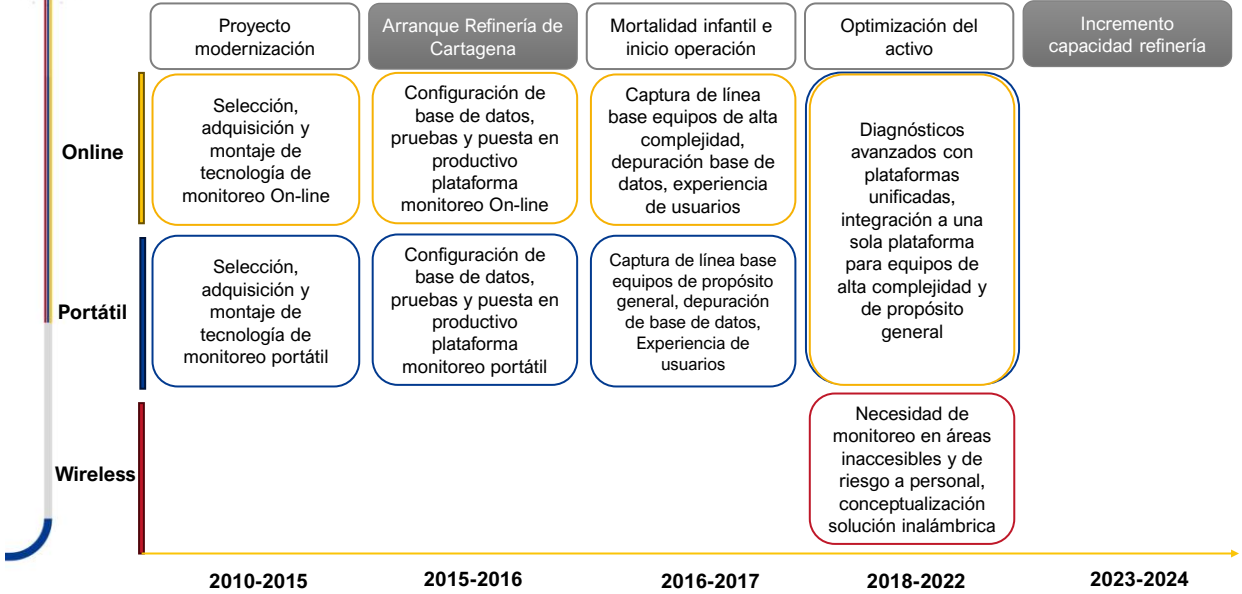 Proyecto
modernización
Arranque Refinería de
Cartagena
Mortalidad infantil e
inicio operación
Optimización del
activo
Incremento
capacidad refinería
Online
Selección,
adquisición y
montaje de
tecnología de
monitoreo On-line
Configuración de
base de datos,
pruebas y puesta en
productivo
plataforma
monitoreo On-line
Captura de línea
base equipos de alta
complejidad,
depuración base de
datos, experiencia
de usuarios
Diagnósticos
avanzados con
plataformas
unificadas,
integración a una
sola plataforma
para equipos de
alta complejidad y
de propósito
general
Portátil
Selección,
adquisición y
montaje de
tecnología de
monitoreo portátil
Configuración de
base de datos,
pruebas y puesta en
productivo
plataforma
monitoreo portátil
Captura de línea base
equipos de propósito
general, depuración
de base de datos,
Experiencia de
usuarios
Wireless
Necesidad de
monitoreo en áreas
inaccesibles y de
riesgo a personal,
conceptualización
solución inalámbrica
2010-2015
2015-2016
2016-2017
2018-2022
2023-2024